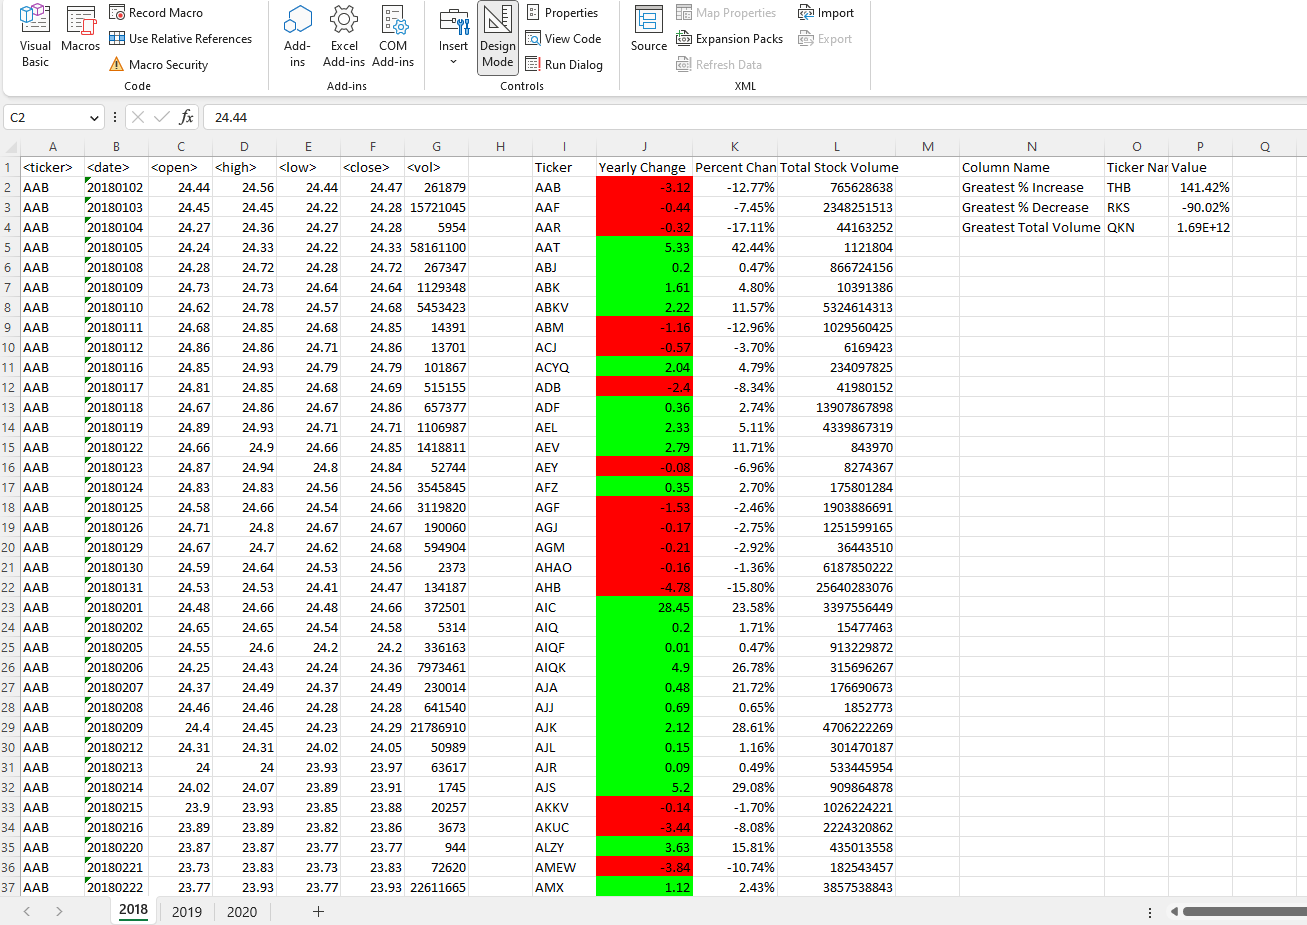 Visual Basic
Macros
Record Macro
Use Relative References
Macro Security
Code
Add-ins
Excel Add-ins
COM Add-ins
Add-ins
Insert
Design Mode
Properties
View Code
Run Dialog
Controls
Source
Map Properties
Expansion Packs
Refresh Data
Import
Export
XML
C2 fx 24.44
A B C D E F G H I J K L M N O P Q
1 <ticker> <date> <open> <high> <low> <close> <vol> Ticker Yearly Change Percent Chan Total Stock Volume Column Name Ticker Nar Value
2 AAB 20180102 24.44 24.56 24.44 24.47 261879 AAB -3.12 -12.77% 765628638 Greatest % Increase THB 141.42%
3 AAB 20180103 24.45 24.45 24.22 24.28 15721045 AAF -0.44 -7.45% 2348251513 Greatest % Decrease RKS -90.02%
4 AAB 20180104 24.27 24.36 24.27 24.28 5954 AAR -0.32 -17.11% 44163252 Greatest Total Volume QKN 1.69E+12
5 AAB 20180105 24.24 24.33 24.22 24.33 58161100 AAT 5.33 42.44% 1121804
6 AAB 20180108 24.28 24.72 24.28 24.72 267347 ABJ 0.2 0.47% 866724156
7 AAB 20180109 24.73 24.73 24.64 24.64 1129348 ABK 1.61 4.80% 10391386
8 AAB 20180110 24.62 24.78 24.57 24.68 5453423 ABKV 2.22 11.57% 5324614313
9 AAB 20180111 24.68 24.85 24.68 24.85 14391 ABM -1.16 -12.96% 1029560425
10 AAB 20180112 24.86 24.86 24.71 24.86 13701 ACJ -0.57 -3.70% 6169423
11 AAB 20180116 24.85 24.93 24.79 24.79 101867 ACYQ 2.04 4.79% 234097825
12 AAB 20180117 24.81 24.85 24.68 24.69 515155 ADB -2.4 -8.34% 41980152
13 AAB 20180118 24.67 24.86 24.67 24.86 657377 ADF 0.36 2.74% 13907867898
14 AAB 20180119 24.89 24.93 24.71 24.71 1106987 AEL 2.33 5.11% 4339867319
15 AAB 20180122 24.66 24.9 24.66 24.85 1418811 AEV 2.79 11.71% 843970
16 AAB 20180123 24.87 24.94 24.8 24.84 52744 AEY -0.08 -6.96% 8274367
17 AAB 20180124 24.83 24.83 24.56 24.56 3545845 AFZ 0.35 2.70% 175801284
18 AAB 20180125 24.58 24.66 24.54 24.66 3119820 AGF -1.53 -2.46% 1903886691
19 AAB 20180126 24.71 24.8 24.67 24.67 190060 AGJ -0.17 -2.75% 1251599165
20 AAB 20180129 24.67 24.7 24.62 24.68 594904 AGM -0.21 -2.92% 36443510
21 AAB 20180130 24.59 24.64 24.53 24.56 2373 AHAO -0.16 -1.36% 6187850222
22 AAB 20180131 24.53 24.53 24.41 24.47 134187 AHB -4.78 -15.80% 25640283076
23 AAB 20180201 24.48 24.66 24.48 24.66 372501 AIC 28.45 23.58% 3397556449
24 AAB 20180202 24.65 24.65 24.54 24.58 5314 AIQ 0.2 1.71% 15477463
25 AAB 20180205 24.55 24.6 24.2 24.2 336163 AIQF 0.01 0.47% 913229872
26 AAB 20180206 24.25 24.43 24.24 24.36 7973461 AIQK 4.9 26.78% 315696267
27 AAB 20180207 24.37 24.49 24.37 24.49 230014 AJA 0.48 21.72% 176690673
28 AAB 20180208 24.46 24.46 24.28 24.28 641540 AJJ 0.69 0.65% 1852773
29 AAB 20180209 24.4 24.45 24.23 24.29 21786910 AJK 2.12 28.61% 4706222269
30 AAB 20180212 24.31 24.31 24.02 24.05 50989 AJL 0.15 1.16% 301470187
31 AAB 20180213 24 24 23.93 23.97 63617 AJR 0.09 0.49% 533445954
32 AAB 20180214 24.02 24.07 23.89 23.91 1745 AJS 5.2 29.08% 909864878
33 AAB 20180215 23.9 23.93 23.85 23.88 20257 AKKV -0.14 -1.70% 1026224221
34 AAB 20180216 23.89 23.89 23.82 23.86 3673 AKUC -3.44 -8.08% 2224320862
35 AAB 20180220 23.87 23.87 23.77 23.77 944 ALZY 3.63 15.81% 435013558
36 AAB 20180221 23.73 23.83 23.73 23.83 72620 AMEW -3.84 -10.74% 182543457
37 AAB 20180222 23.77 23.93 23.77 23.93 22611665 AMX 1.12 2.43% 3857538843
2018 2019 2020